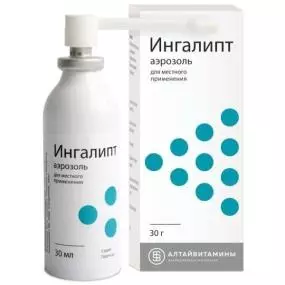 Ингалипт
аэрозоль
для местного
применения
30 мл
Ингалипт
аэрозоль
для местного
применения
30 г
АЛТАЙВИТАМИНЫ